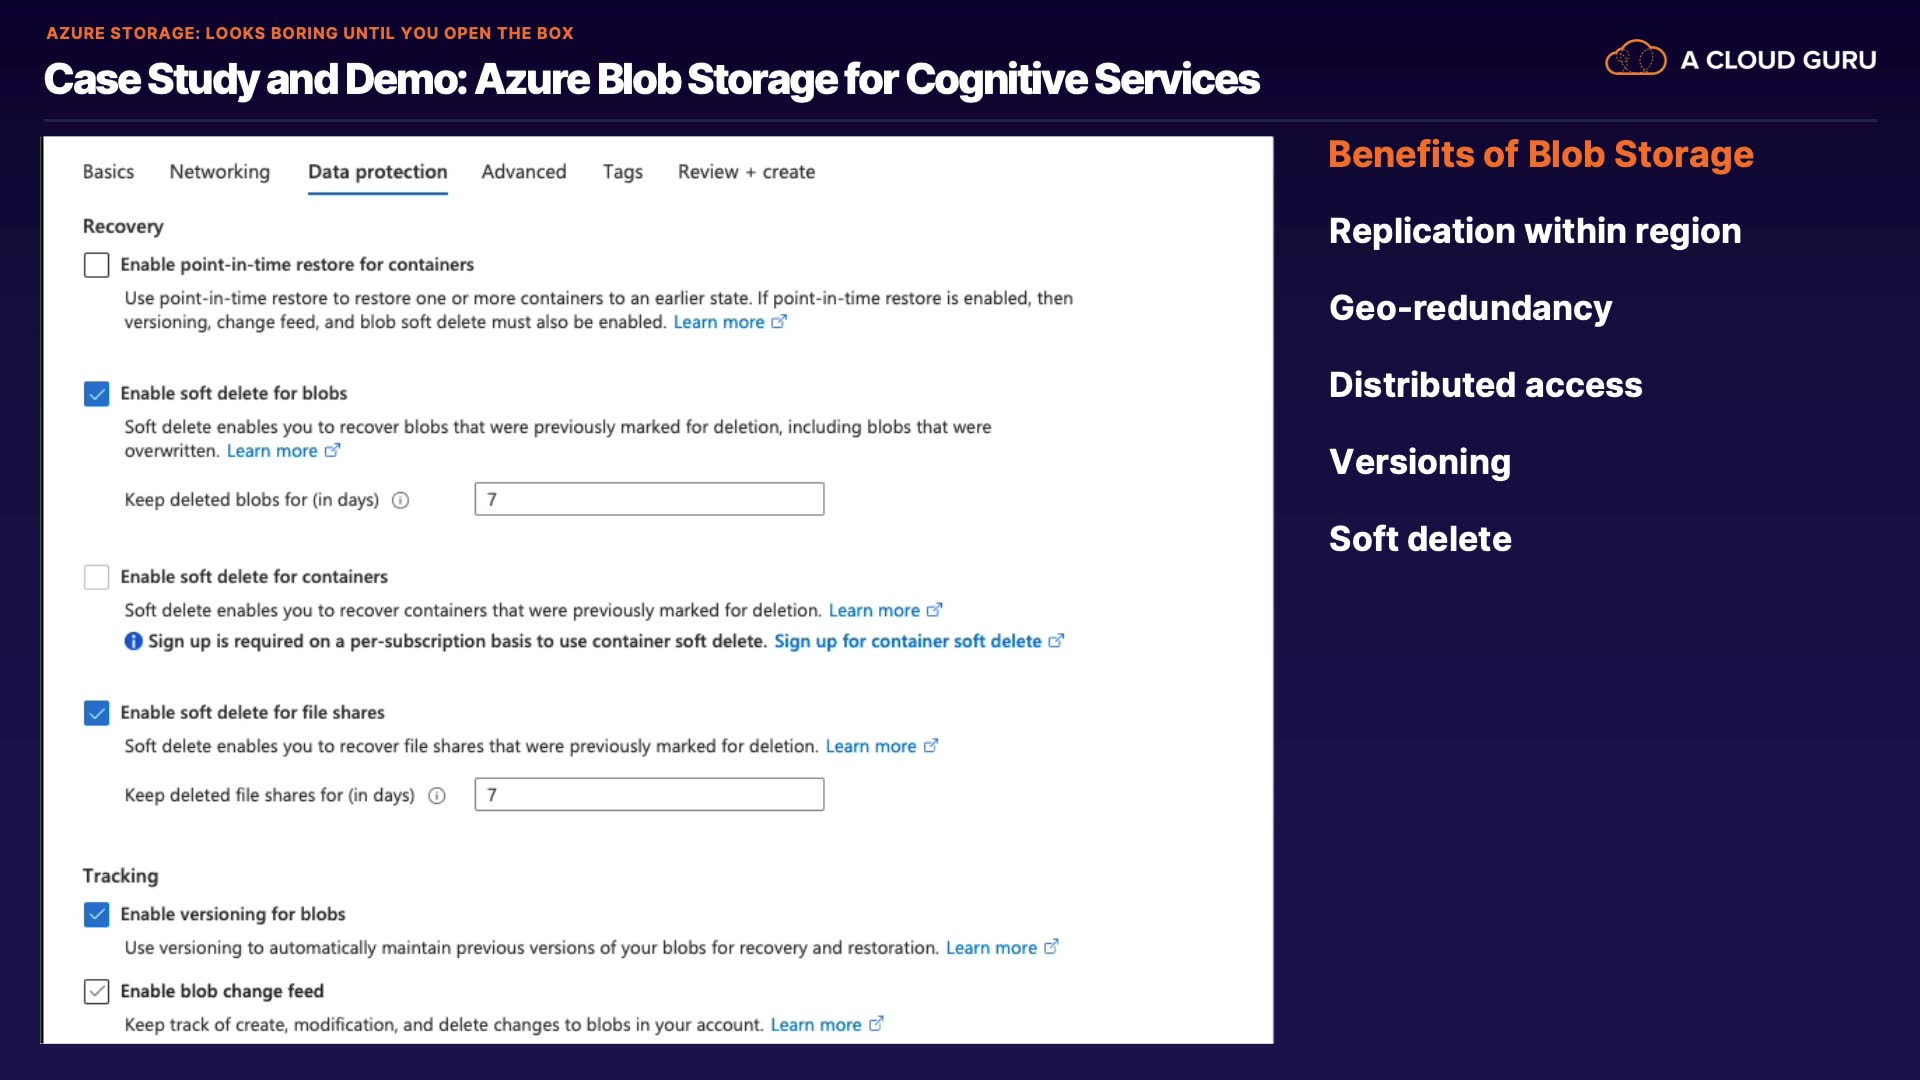 AZURE STORAGE: LOOKS BORING UNTIL YOU OPEN THE BOX
Case Study and Demo: Azure Blob Storage for Cognitive Services
A CLOUD GURU
Basics Networking Data protection Advanced Tags Review + create
Recovery
Enable point-in-time restore for containers
Use point-in-time restore to restore one or more containers to an earlier state. If point-in-time restore is enabled, then
versioning, change feed, and blob soft delete must also be enabled. Learn more
Enable soft delete for blobs
Soft delete enables you to recover blobs that were previously marked for deletion, including blobs that were
overwritten. Learn more
Keep deleted blobs for (in days) 7
Enable soft delete for containers
Soft delete enables you to recover containers that were previously marked for deletion. Learn more
Sign up is required on a per-subscription basis to use container soft delete. Sign up for container soft delete
Enable soft delete for file shares
Soft delete enables you to recover file shares that were previously marked for deletion. Learn more
Keep deleted file shares for (in days) 7
Tracking
Enable versioning for blobs
Use versioning to automatically maintain previous versions of your blobs for recovery and restoration. Learn more
Enable blob change feed
Keep track of create, modification, and delete changes to blobs in your account. Learn more
Benefits of Blob Storage
Replication within region
Geo-redundancy
Distributed access
Versioning
Soft delete